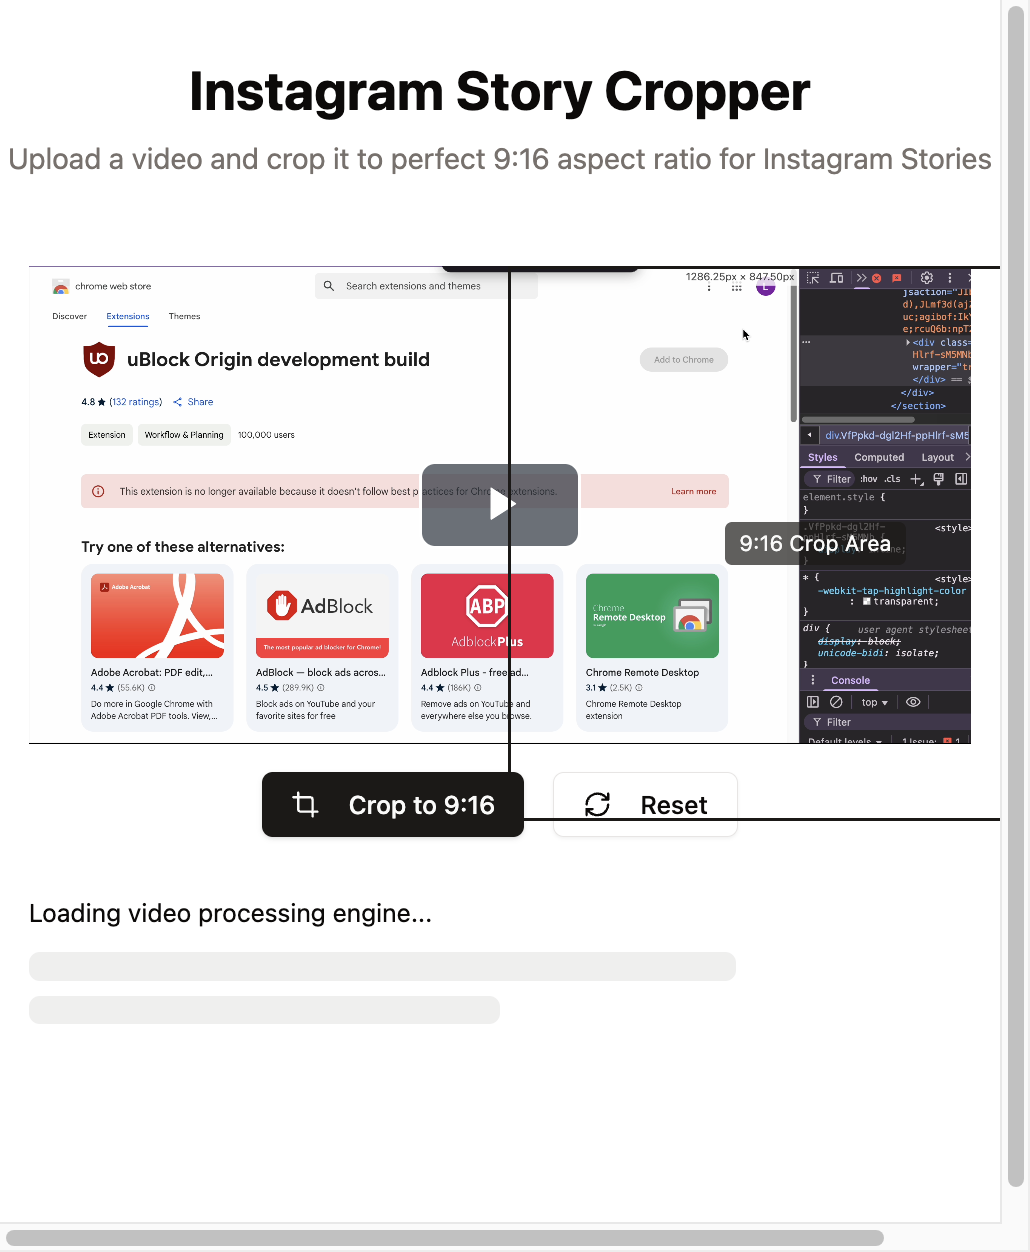 Instagram Story Cropper
Upload a video and crop it to perfect 9:16 aspect ratio for Instagram Stories
chrome web store
Search extensions and themes
1286.25px × 847.50px
Discover Extensions Themes
uBlock Origin development build
Add to Chrome
4.8 ★ (132 ratings) Share
Extension Workflow & Planning 100,000 users
This extension is no longer available because it doesn't follow best practices for Chrome extensions.
Learn more
Try one of these alternatives:
Adobe Acrobat
AdBlock
The most popular ad blocker for Chrome!
ABP
Adblock Plus
Chrome
Remote Desktop
Adobe Acrobat: PDF edit,...
4.4 ★ (55.6K)
Do more in Google Chrome with
Adobe Acrobat PDF tools. View,...
AdBlock — block ads acros...
4.5 ★ (289.9K)
Block ads on YouTube and your
favorite sites for free
Adblock Plus - free ad...
4.4 ★ (186K)
Remove ads on YouTube and
everywhere else you browse.
Chrome Remote Desktop
3.1 ★ (2.5K)
Chrome Remote Desktop
extension
d),JLmf3d(aj
uc;agibof:Ik
e;rcuQ6b:npT
<div class=
Hlrf-sM5MN
wrapper="tr
</div> ==
</div>
</section>
div.VfPpkd-dgl2Hf-ppHlrf-sM5
Styles Computed Layout
Filter :hov .cls
element.style {
}
.VfPpkd-dgl2Hf- <style>
ppHlrf-sM5MNb {
}
9:16 Crop Area
* { <style>
-webkit-tap-highlight-color
: transparent;
}
div { user agent stylesheet
display: block;
unicode-bidi: isolate;
}
Console
top
Filter
Default levels 1 Issue: 1
Crop to 9:16
Reset
Loading video processing engine...